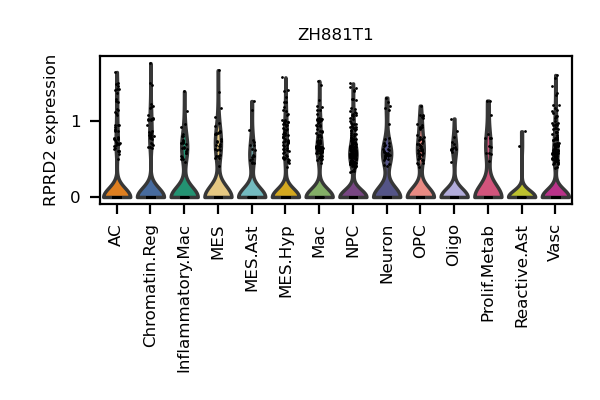 ZH881T1
RPRD2 expression
1
0
AC
Chromatin.Reg
Inflammatory.Mac
MES
MES.Ast
MES.Hyp
Mac
NPC
Neuron
OPC
Oligo
Prolif.Metab
Reactive.Ast
Vasc